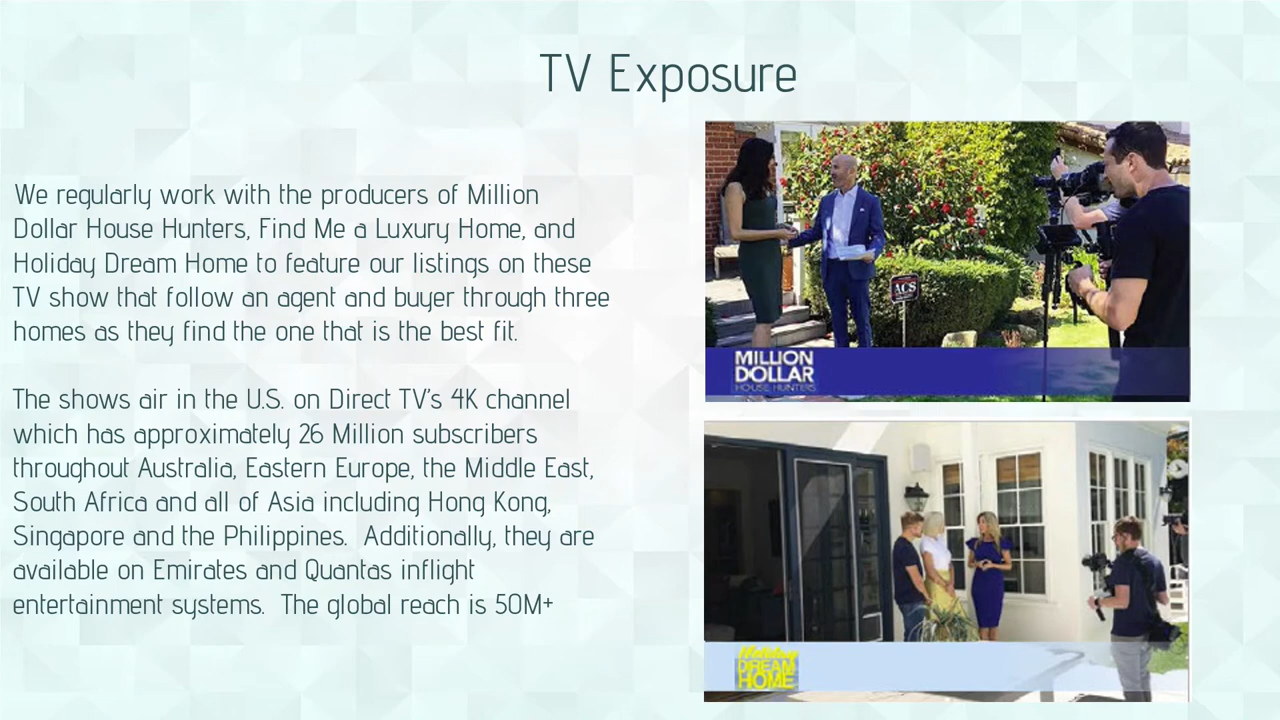 TV Exposure
We regularly work with the producers of Million
Dollar House Hunters, Find Me a Luxury Home, and
Holiday Dream Home to feature our listings on these
TV show that follow an agent and buyer through three
homes as they find the one that is the best fit.
The shows air in the U.S. on Direct TV's 4K channel
which has approximately 26 Million subscribers
throughout Australia, Eastern Europe, the Middle East,
South Africa and all of Asia including Hong Kong,
Singapore and the Philippines. Additionally, they are
available on Emirates and Quantas inflight
entertainment systems. The global reach is 50M+
ACS
MILLION
DOLLAR
HOUSE HUNTERS
Holiday
DREAM
HOME